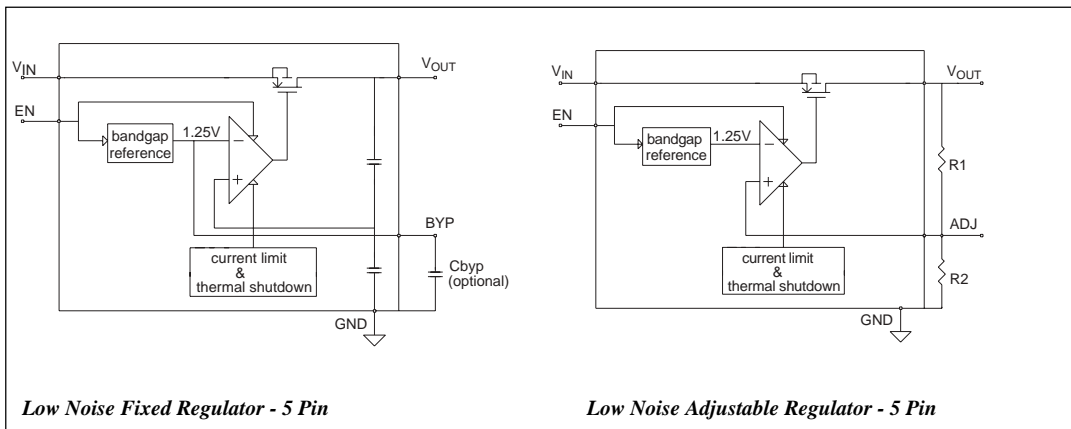 VIN
VOUT
EN
bandgap
reference
1.25V
−
+
BYP
current limit
&
thermal shutdown
Cbyp
(optional)
GND
Low Noise Fixed Regulator - 5 Pin
VIN
VOUT
EN
bandgap
reference
1.25V
−
+
R1
ADJ
current limit
&
thermal shutdown
R2
GND
Low Noise Adjustable Regulator - 5 Pin